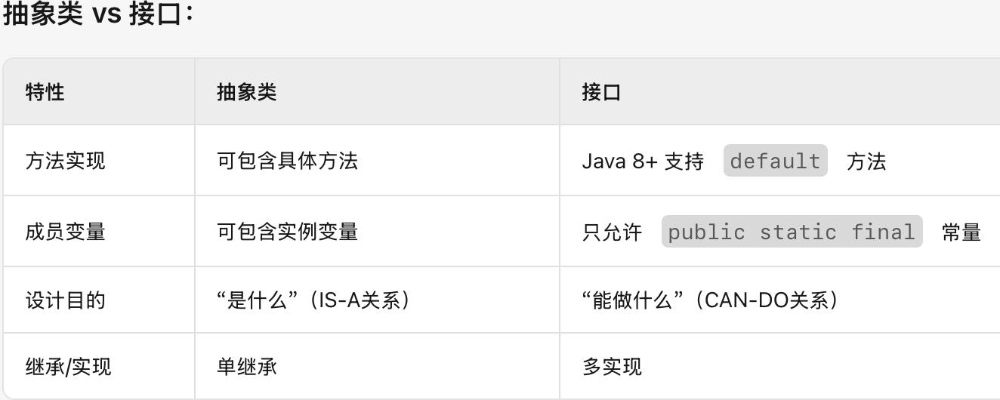 抽象类 vs 接口：
特性 抽象类 接口
方法实现 可包含具体方法 Java 8+ 支持 default 方法
成员变量 可包含实例变量 只允许 public static final 常量
设计目的 “是什么”（IS-A关系） “能做什么”（CAN-DO关系）
继承/实现 单继承 多实现